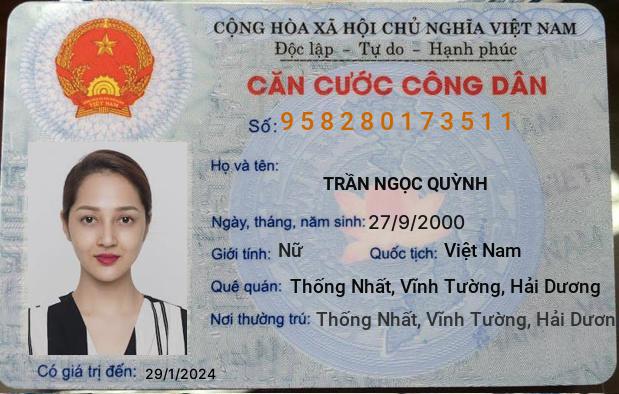 CỘNG HÒA XÃ HỘI CHỦ NGHĨA VIỆT NAM
Độc lập - Tự do - Hạnh phúc
CĂN CƯỚC CÔNG DÂN
Số: 958280173511
Họ và tên:
TRẦN NGỌC QUỲNH
Ngày, tháng, năm sinh: 27/9/2000
Giới tính: Nữ Quốc tịch: Việt Nam
Quê quán: Thống Nhất, Vĩnh Tường, Hải Dương
Nơi thường trú: Thống Nhất, Vĩnh Tường, Hải Dươn
Có giá trị đến: 29/1/2024
VIỆT NAM